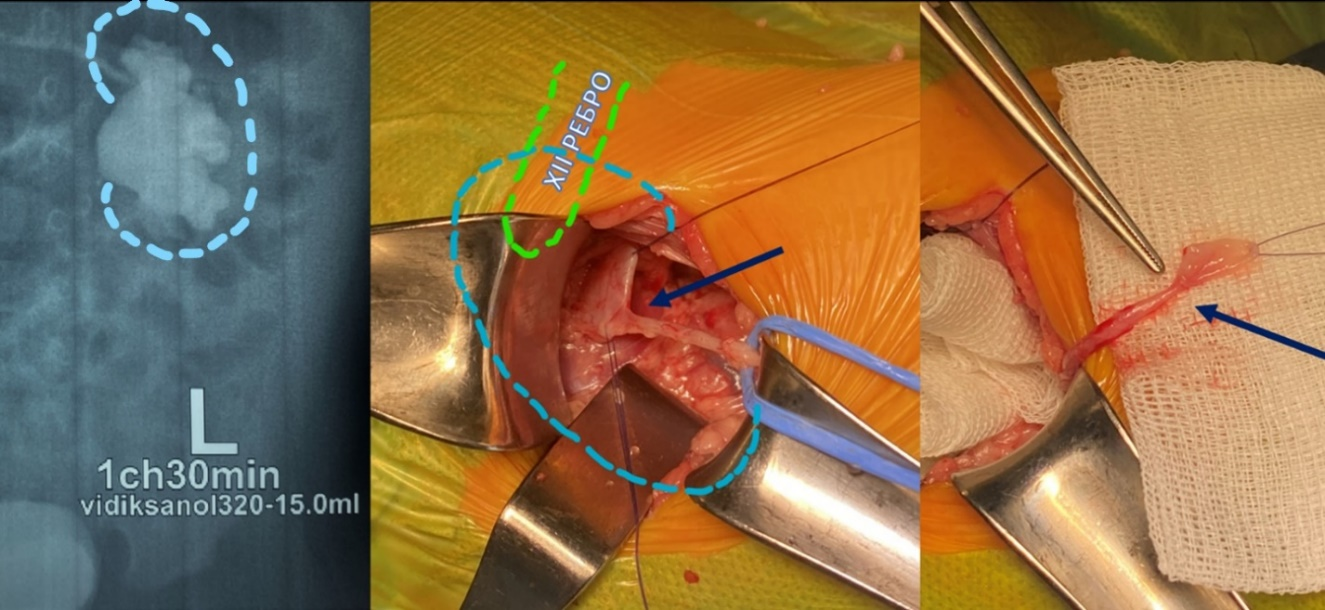 L
1ch30min
vidiksanol320-15.0ml
XII РЕБРО